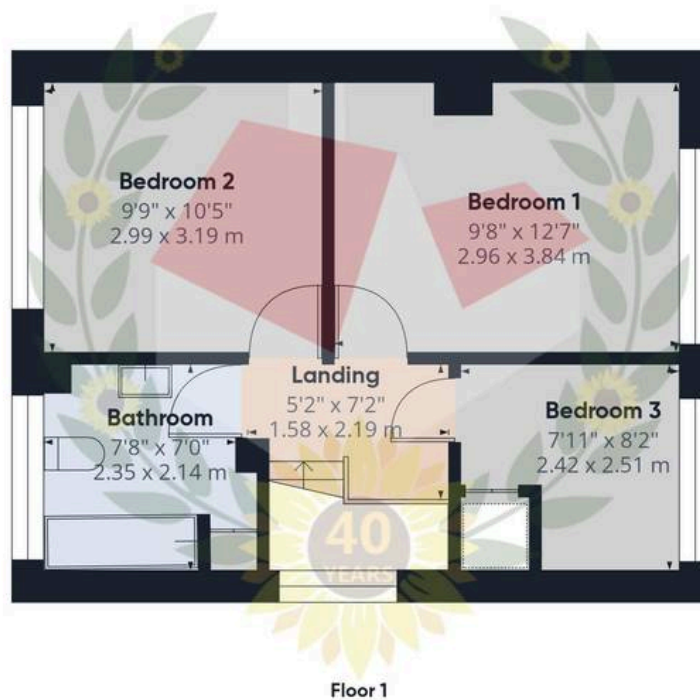 Bedroom 2
9'9" x 10'5"
2.99 x 3.19 m
Bedroom 1
9'8" x 12'7"
2.96 x 3.84 m
Landing
5'2" x 7'2"
1.58 x 2.19 m
Bathroom
7'8" x 7'0"
2.35 x 2.14 m
Bedroom 3
7'11" x 8'2"
2.42 x 2.51 m
40
YEARS
Floor 1